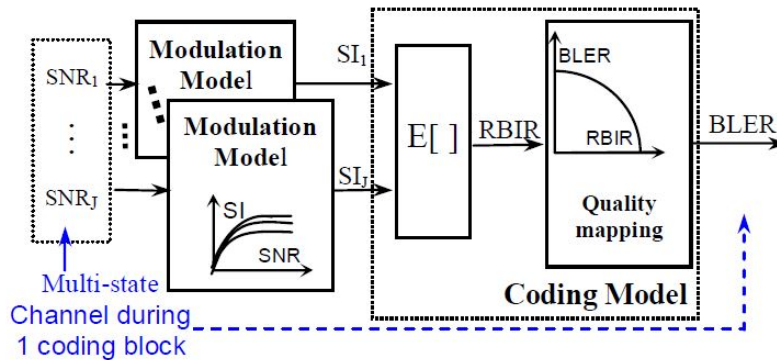 SNR1
SNRJ
Modulation
Model
Modulation
Model
SI
SNR
SI1
SIJ
E[ ]
RBIR
BLER
RBIR
Quality
mapping
BLER
Coding Model
Multi-state
Channel during
1 coding block